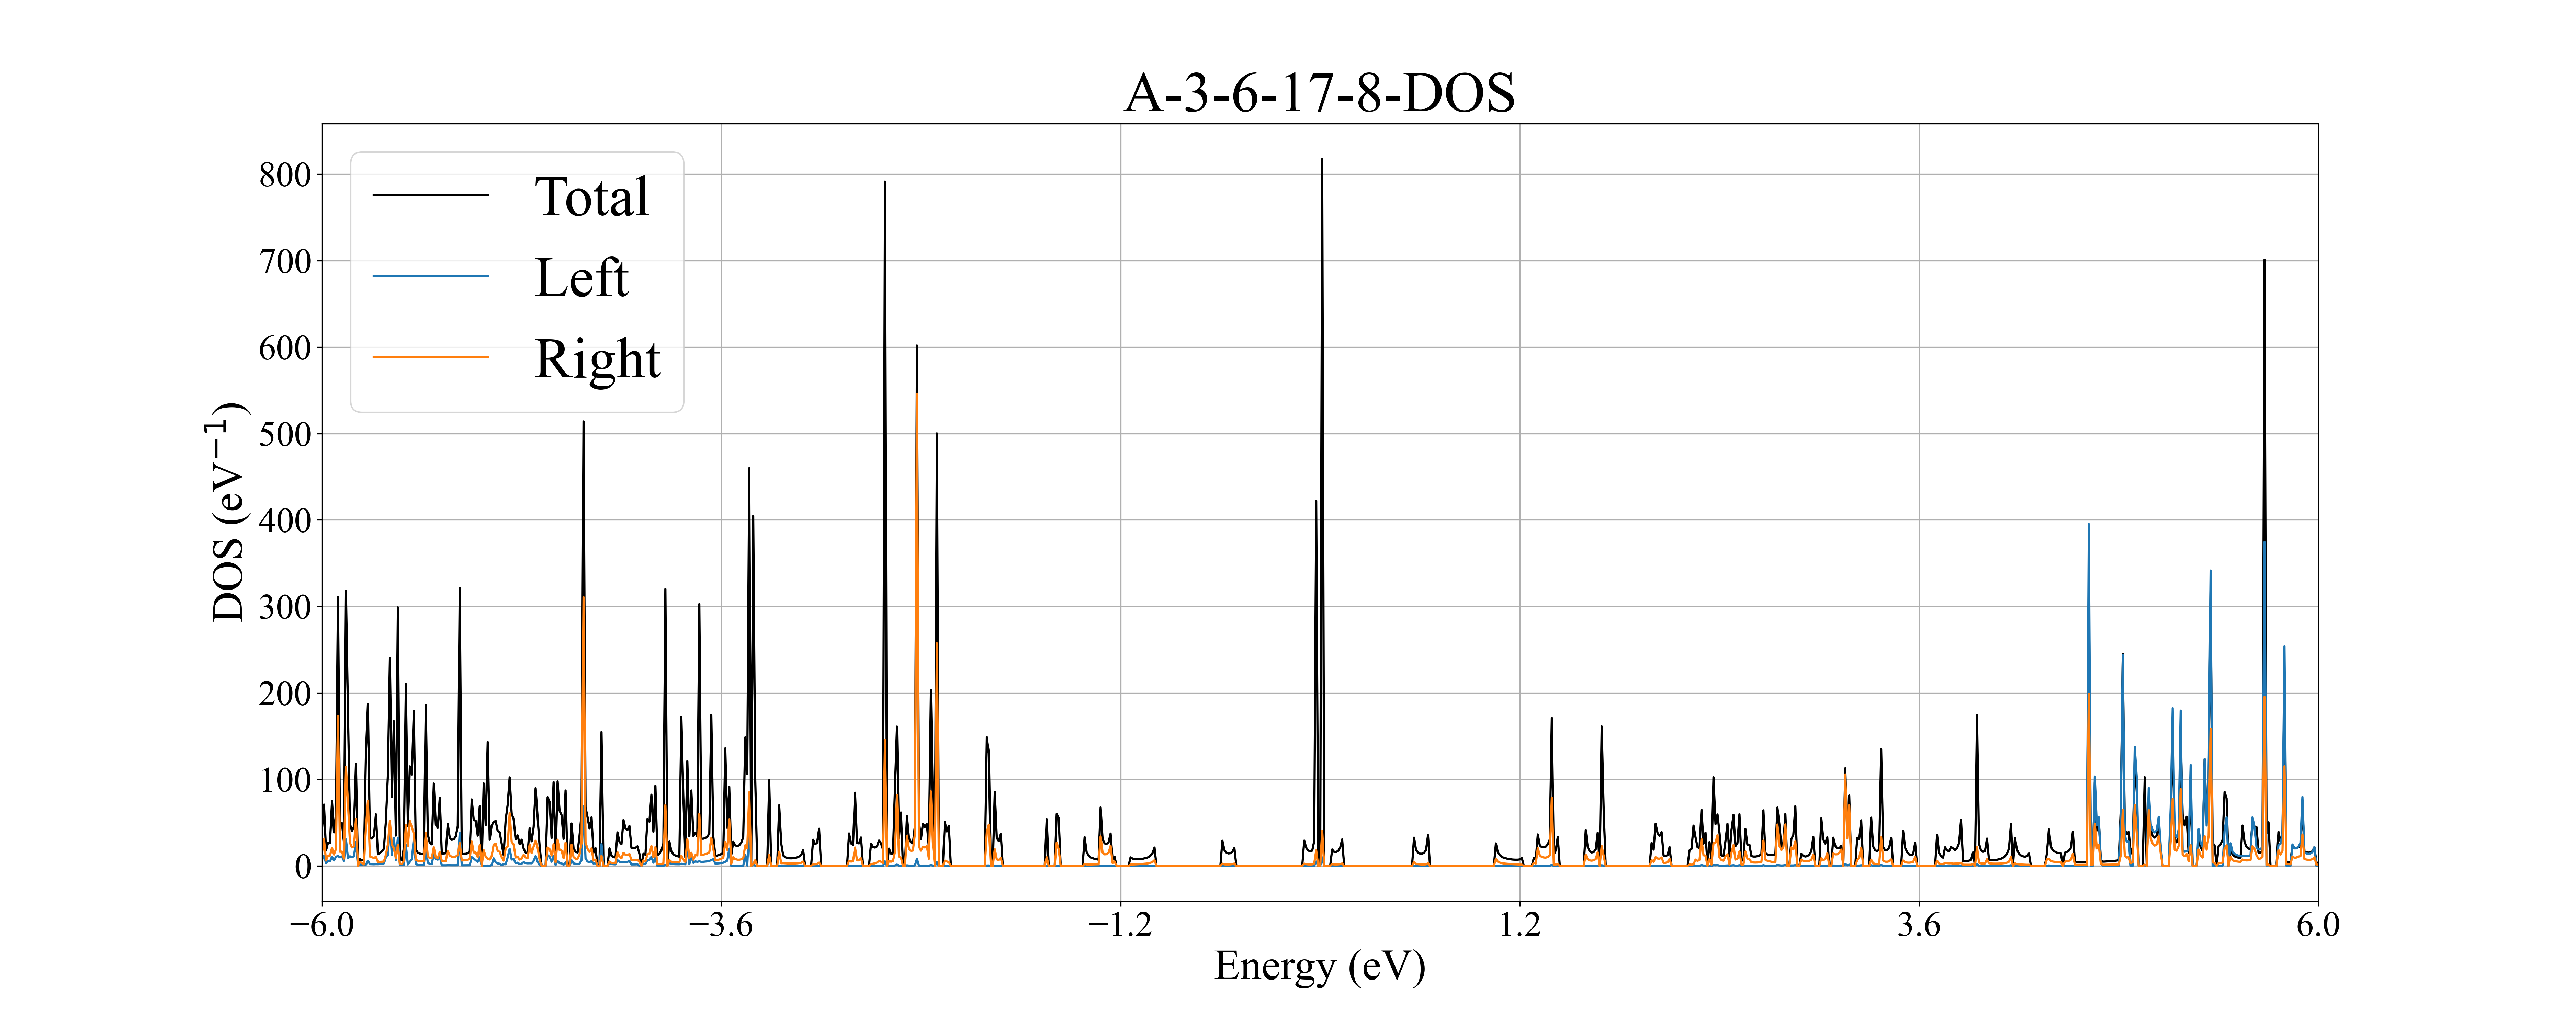 A-3-6-17-8-DOS
Total
Left
Right
DOS (eV⁻¹)
800
700
600
500
400
300
200
100
0
−6.0 −3.6 −1.2 1.2 3.6 6.0
Energy (eV)